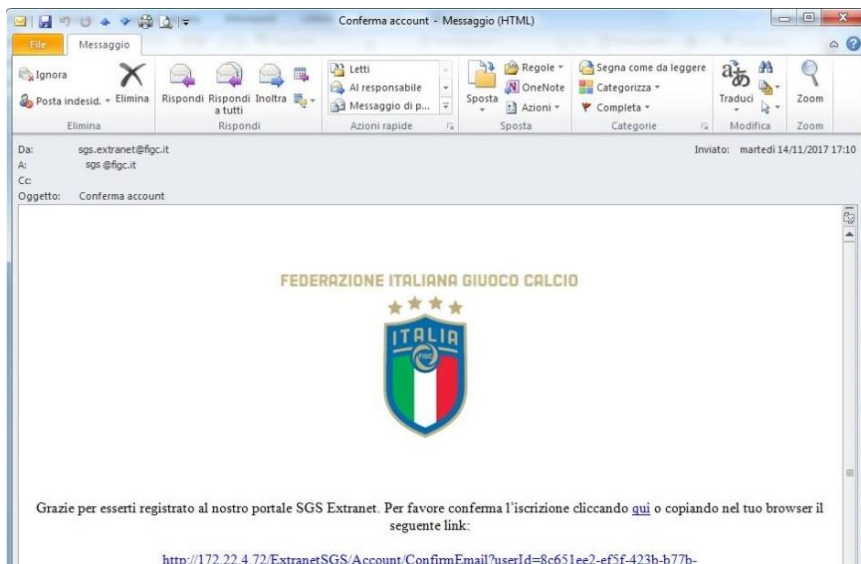 Conferma account - Messaggio (HTML)
File Messaggio
Ignora
Posta indesid.
Elimina
Rispondi
Rispondi a tutti
Inoltra
Letti
Al responsabile
Messaggio di p...
Sposta
Regole
OneNote
Azioni
Segna come da leggere
Categorizza
Completa
Traduci
Zoom
Elimina Rispondi Azioni rapide Sposta Categorie Modifica Zoom
Da: sgs.extranet@figc.it Inviato: martedì 14/11/2017 17:10
A: sgs @figc.it
Cc:
Oggetto: Conferma account
FEDERAZIONE ITALIANA GIUOCO CALCIO
ITALIA
FIGC
Grazie per esserti registrato al nostro portale SGS Extranet. Per favore conferma l'iscrizione cliccando qui o copiando nel tuo browser il
seguente link:
http://172.22.4.72/ExtranetSGS/Account/ConfirmEmail?userId=8c651ee2-ef5f-423b-b77b-